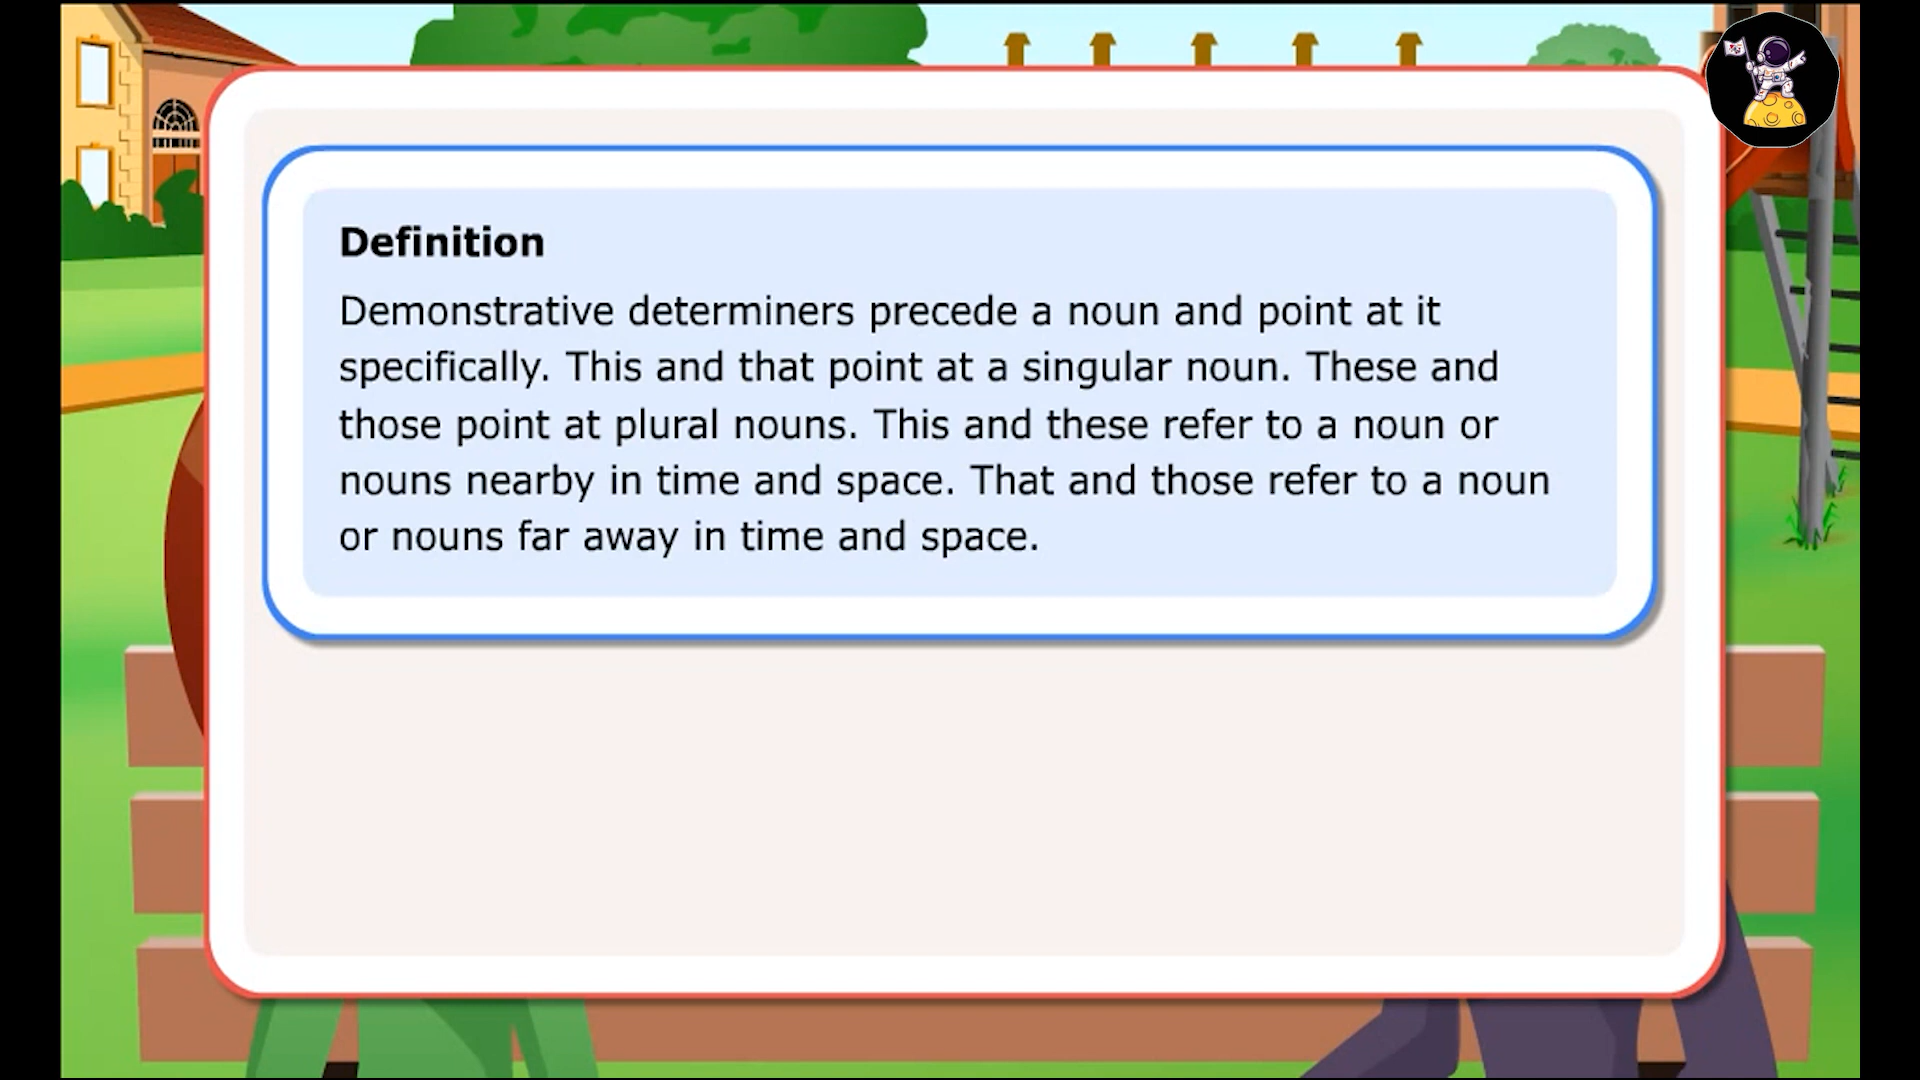 Definition
Demonstrative determiners precede a noun and point at it
specifically. This and that point at a singular noun. These and
those point at plural nouns. This and these refer to a noun or
nouns nearby in time and space. That and those refer to a noun
or nouns far away in time and space.